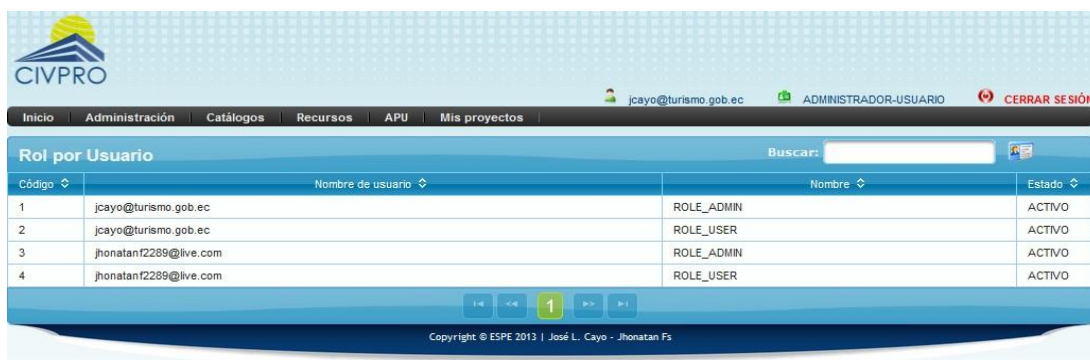 CIVPRO
jcayo@turismo.gob.ec ADMINISTRADOR-USUARIO CERRAR SESIÓN
Inicio Administración Catálogos Recursos APU Mis proyectos
Rol por Usuario Buscar:
Código Nombre de usuario Nombre Estado
1 jcayo@turismo.gob.ec ROLE_ADMIN ACTIVO
2 jcayo@turismo.gob.ec ROLE_USER ACTIVO
3 jhonatanf2289@live.com ROLE_ADMIN ACTIVO
4 jhonatanf2289@live.com ROLE_USER ACTIVO
1
Copyright © ESPE 2013 | José L. Cayo - Jhonatan Fs